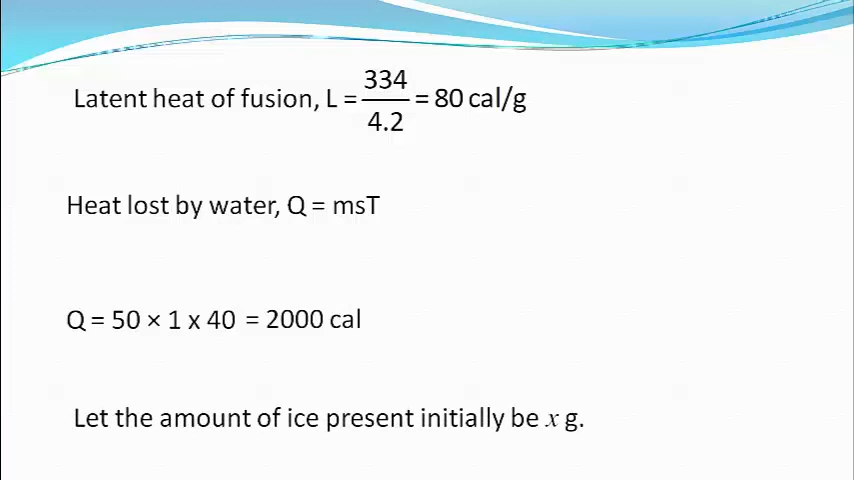 Latent heat of fusion, L = 334/4.2 = 80 cal/g
Heat lost by water, Q = msT
Q = 50 × 1 x 40 = 2000 cal
Let the amount of ice present initially be x g.